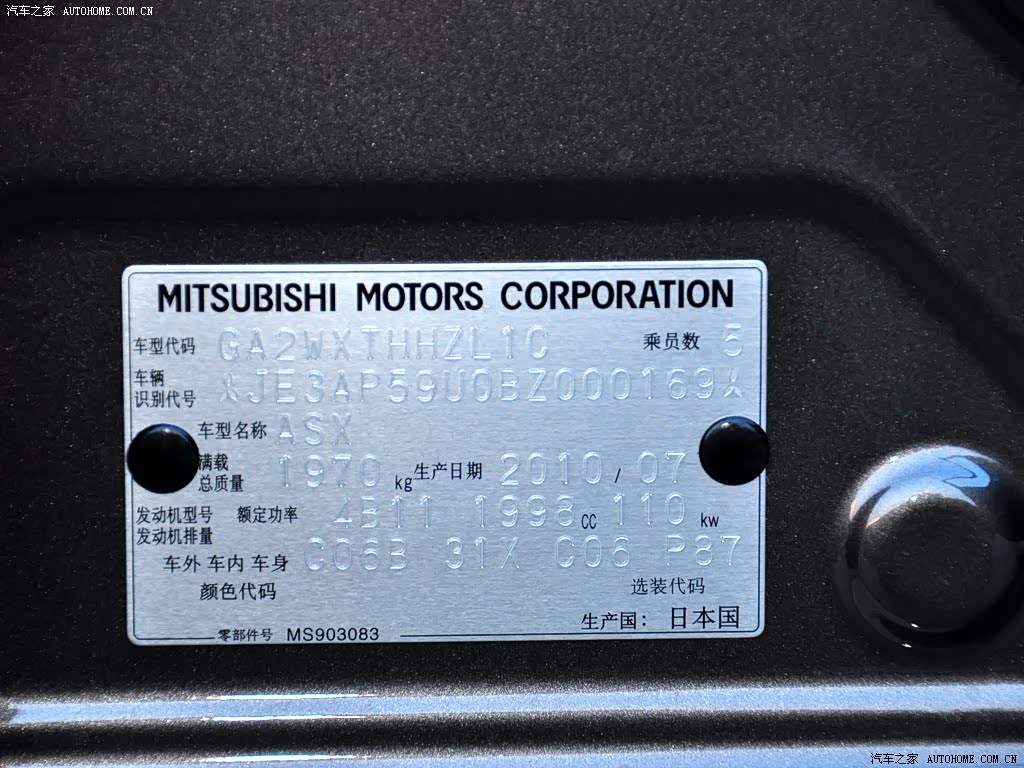 汽车之家 AUTOHOME.COM.CN
MITSUBISHI MOTORS CORPORATION
车型代码 GA2WXTHHZL1C 乘员数 5
车辆
识别代号 JE3AP59U0BZ000169
车型名称 ASX
满载
总质量 1970 kg 生产日期 2010 / 07
发动机型号 额定功率 4B11 1998 CC 110 kw
发动机排量
车外 车内 车身 C06B 31X C06 P87
颜色代码 选装代码
生产国: 日本国
零部件号 MS903083
汽车之家 AUTOHOME.COM.CN